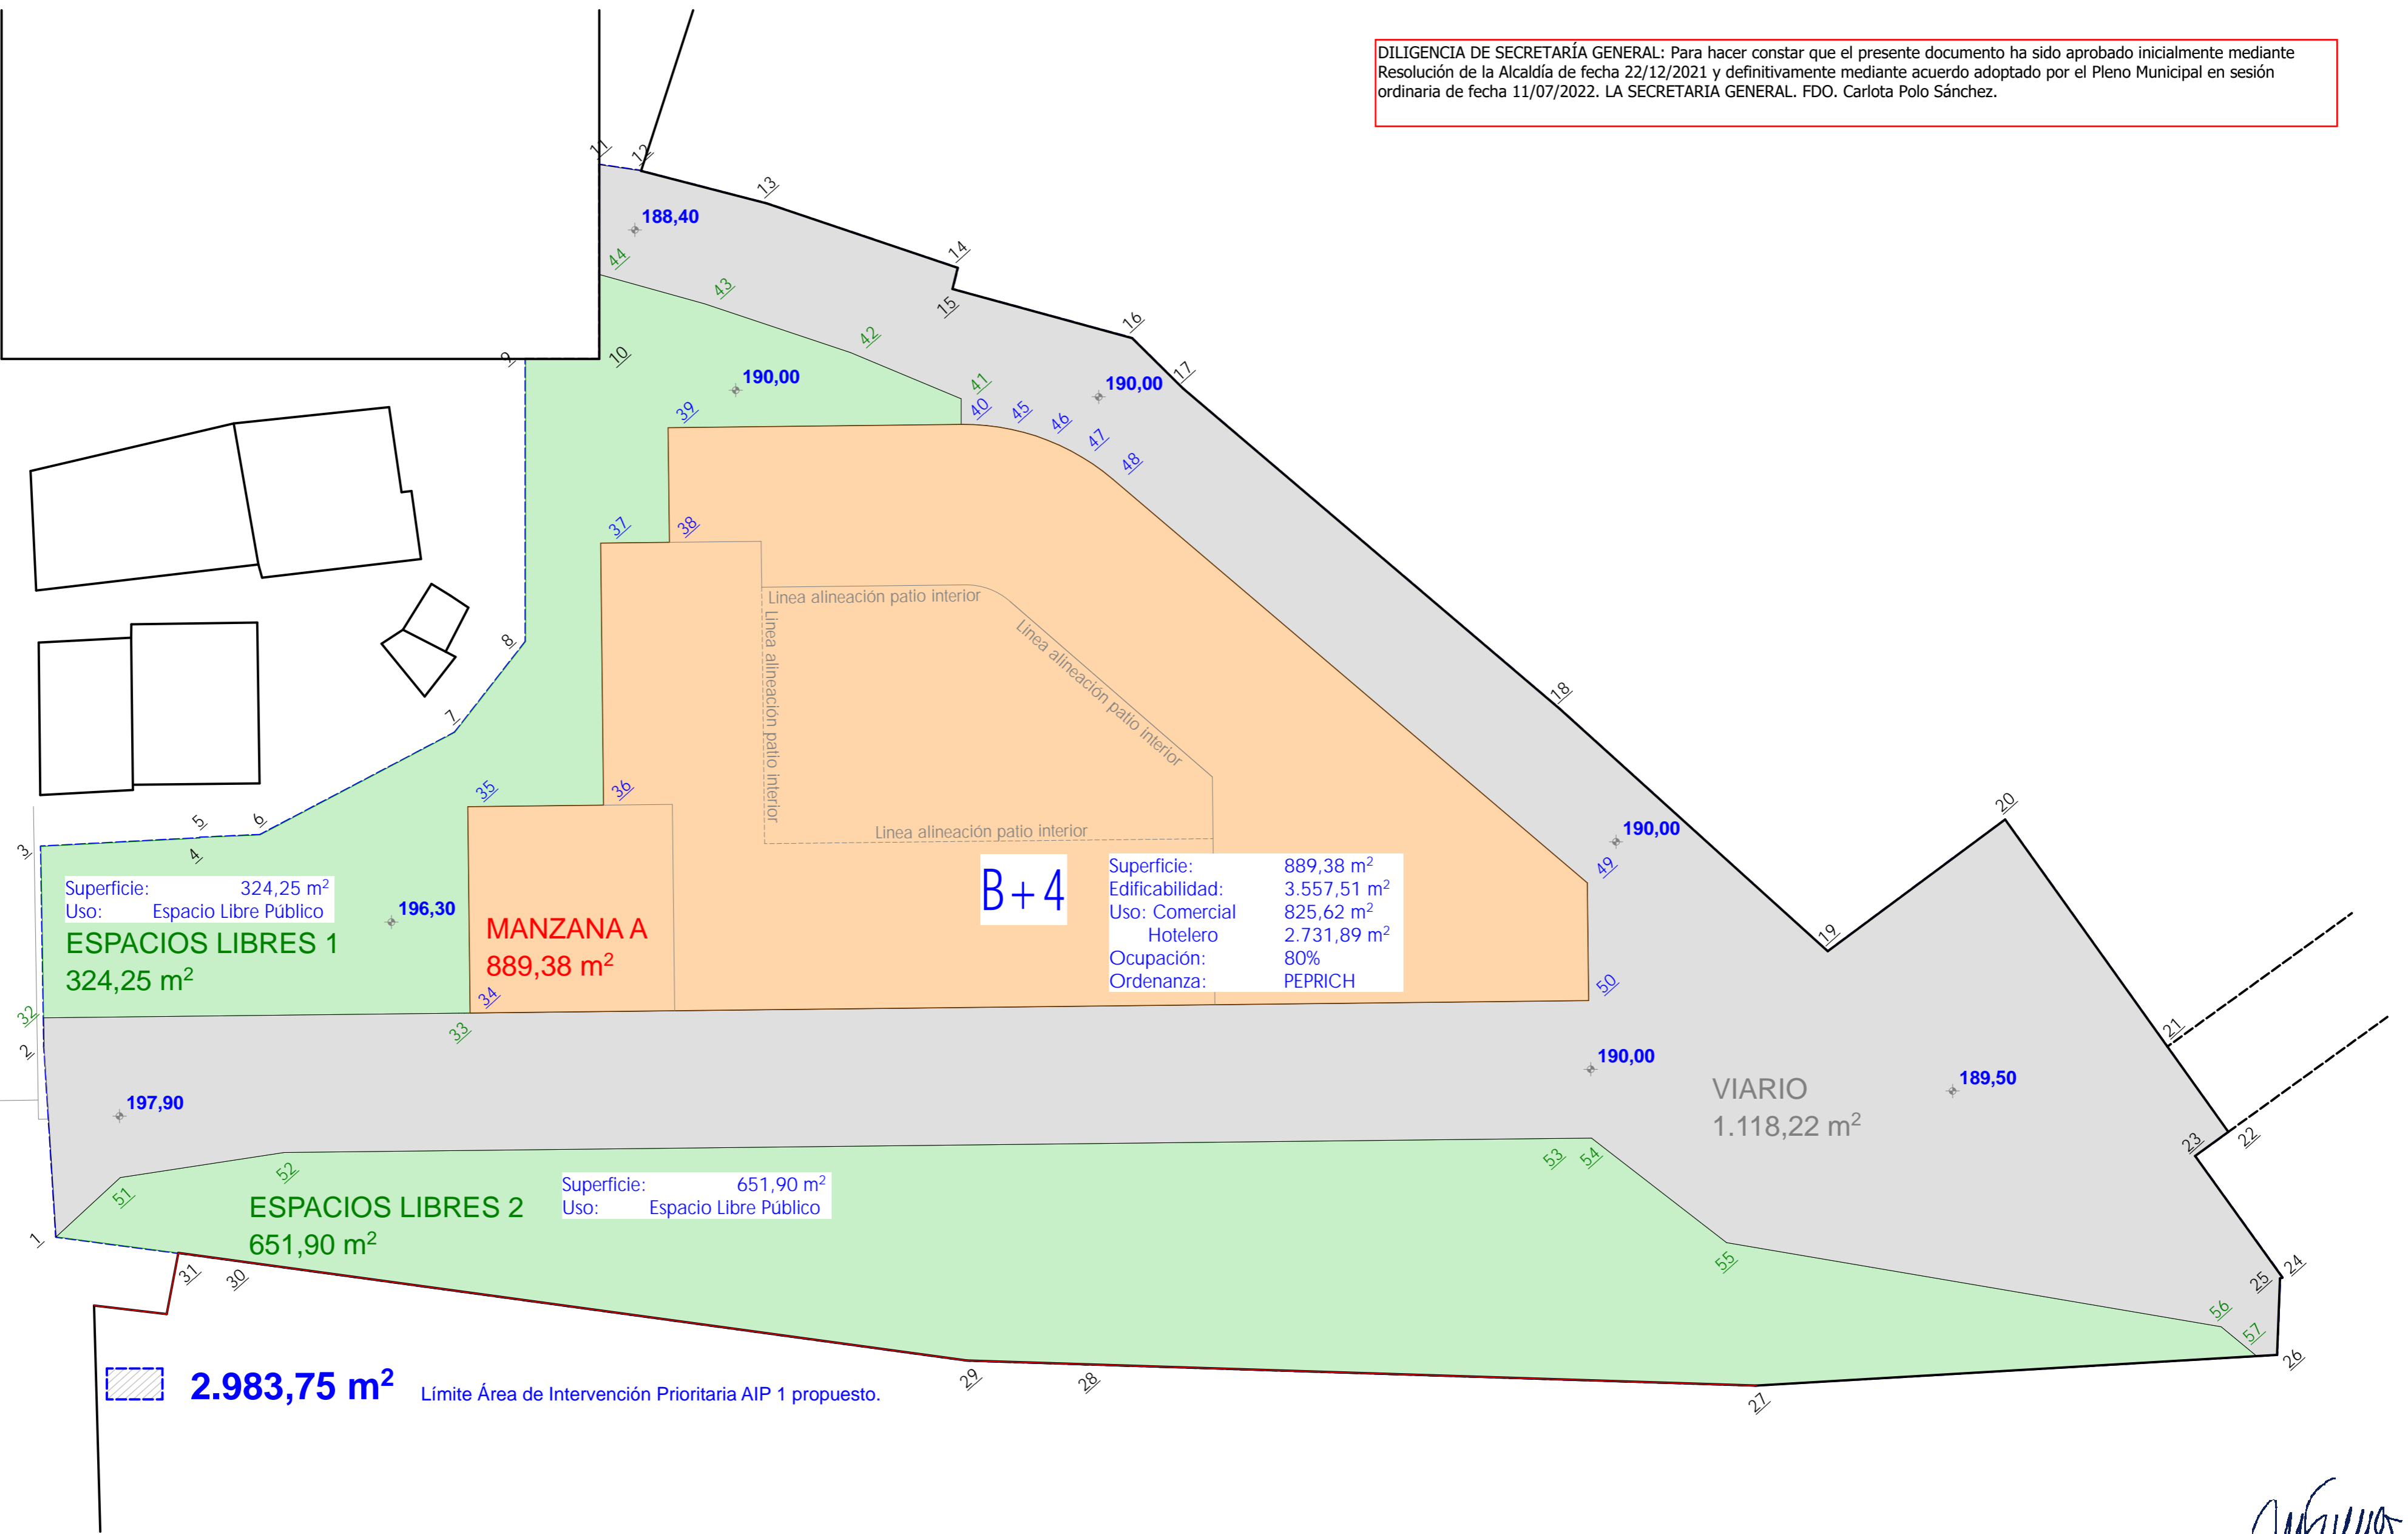 DILIGENCIA DE SECRETARÍA GENERAL: Para hacer constar que el presente documento ha sido aprobado inicialmente mediante
Resolución de la Alcaldía de fecha 22/12/2021 y definitivamente mediante acuerdo adoptado por el Pleno Municipal en sesión
ordinaria de fecha 11/07/2022. LA SECRETARIA GENERAL. FDO. Carlota Polo Sánchez.
11
12
13
188,40
44
14
43
15
16
42
17
9
10
190,00
41
190,00
39
40
45
46
47
48
37
38
Linea alineación patio interior
Linea alineación patio interior
Linea alineación patio interior
Linea alineación patio interior
8
7
18
35
36
20
3
4
5
6
190,00
49
19
Superficie: 324,25 m²
Uso: Espacio Libre Público
ESPACIOS LIBRES 1
324,25 m²
196,30
MANZANA A
889,38 m²
B+4
Superficie: 889,38 m²
Edificabilidad: 3.557,51 m²
Uso: Comercial 825,62 m²
Hotelero 2.731,89 m²
Ocupación: 80%
Ordenanza: PEPRICH
34
50
32
33
2
21
190,00
189,50
VIARIO
1.118,22 m²
197,90
22
23
51
52
53
54
Superficie: 651,90 m²
Uso: Espacio Libre Público
ESPACIOS LIBRES 2
651,90 m²
1
31
30
55
24
25
56
57
26
29
28
27
2.983,75 m² Límite Área de Intervención Prioritaria AIP 1 propuesto.